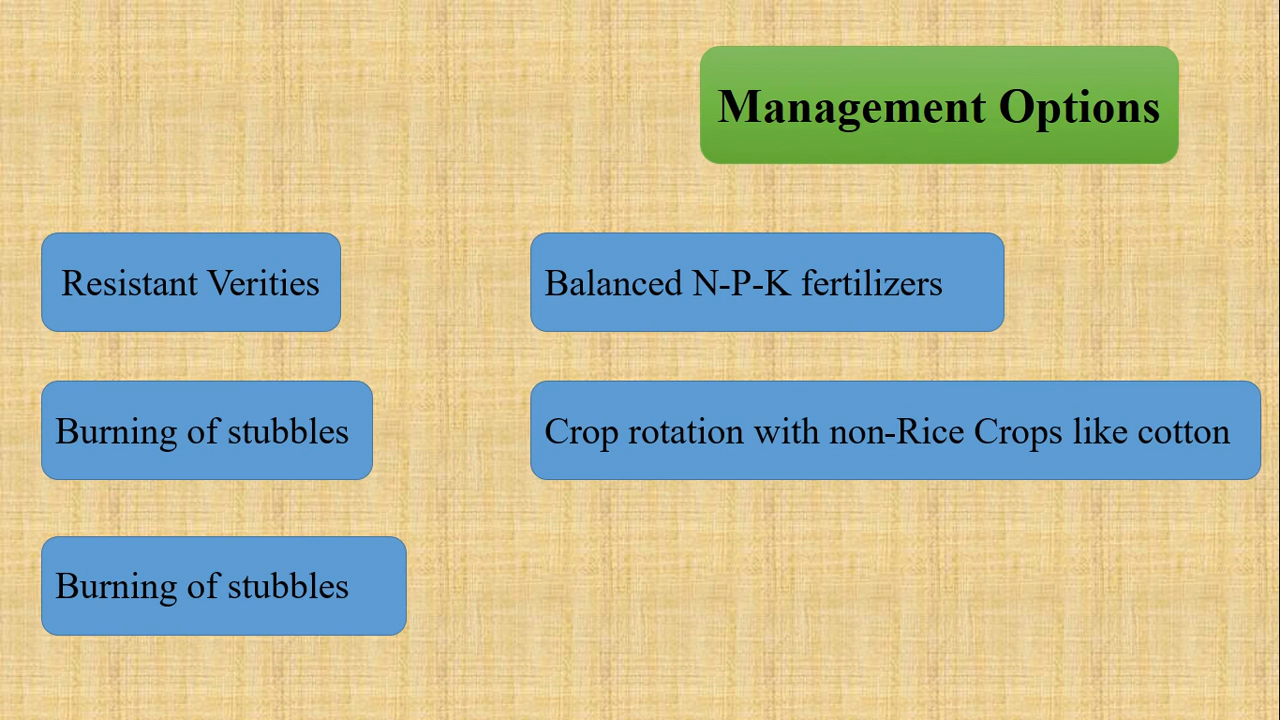 Management Options
Resistant Verities
Balanced N-P-K fertilizers
Burning of stubbles
Crop rotation with non-Rice Crops like cotton
Burning of stubbles